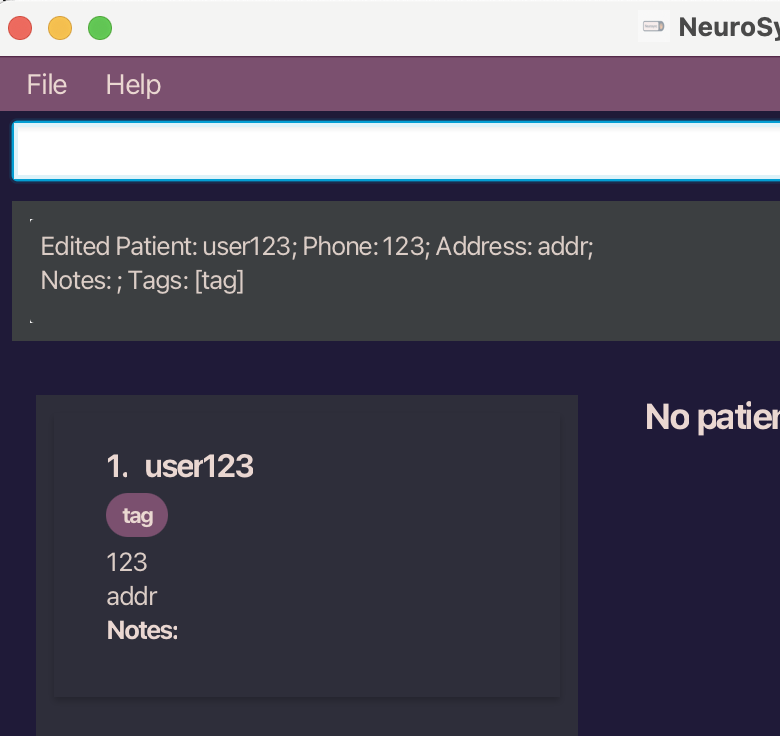 NeuroSy
File Help
Edited Patient: user123; Phone: 123; Address: addr;
Notes: ; Tags: [tag]
No patien
1. user123
tag
123
addr
Notes: